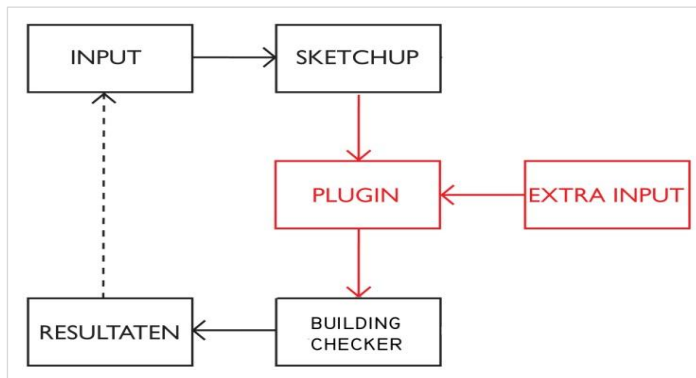 INPUT
SKETCHUP
PLUGIN
EXTRA INPUT
RESULTATEN
BUILDING
CHECKER